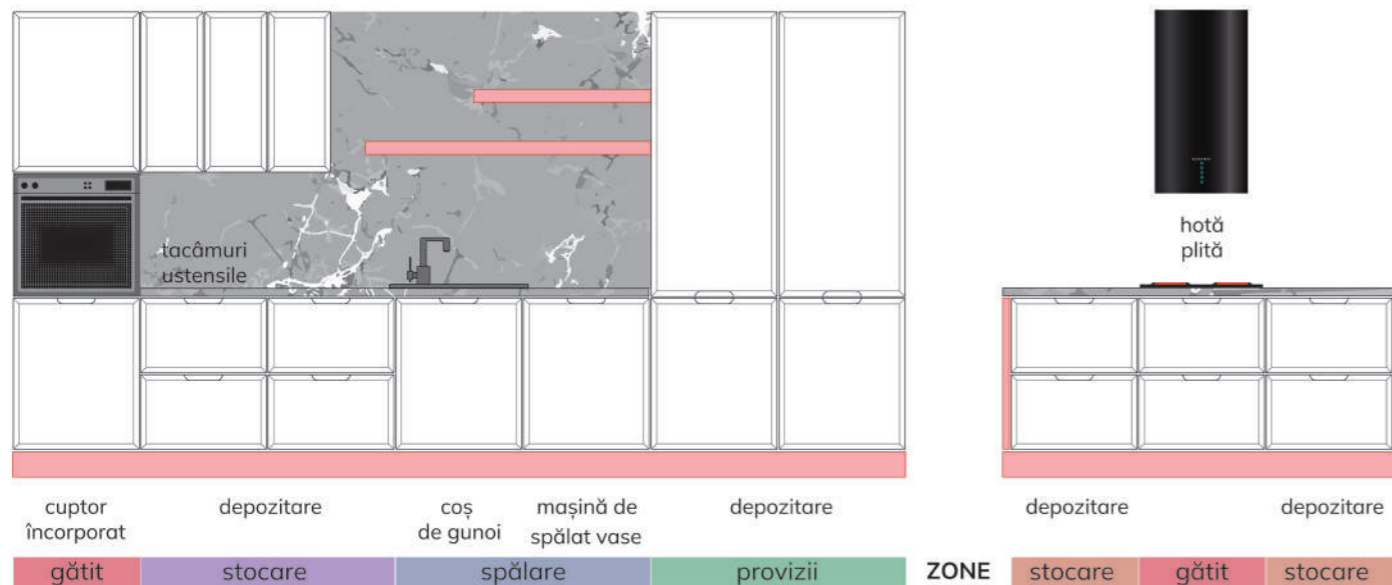 hotă
plită
tacâmuri
ustensile
cuptor
încorporat
depozitare
coș
de gunoi
mașină de
spălat vase
depozitare
depozitare
depozitare
gătit
stocare
spălare
provizii
ZONE
stocare
gătit
stocare